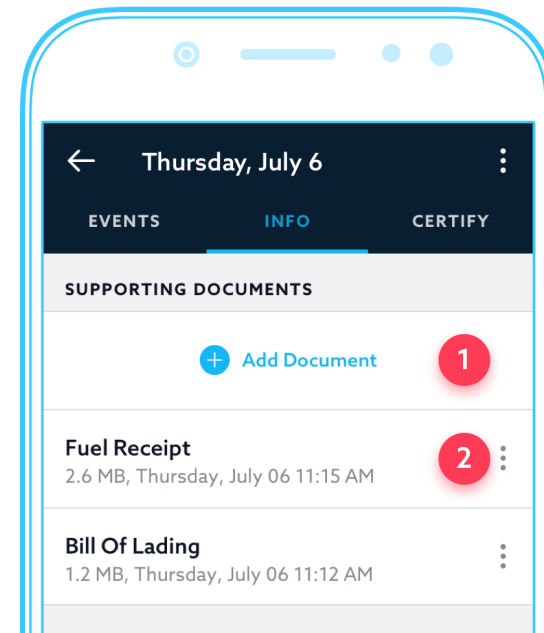 Thursday, July 6
EVENTS INFO CERTIFY
SUPPORTING DOCUMENTS
Add Document 1
Fuel Receipt
2.6 MB, Thursday, July 06 11:15 AM 2
Bill Of Lading
1.2 MB, Thursday, July 06 11:12 AM